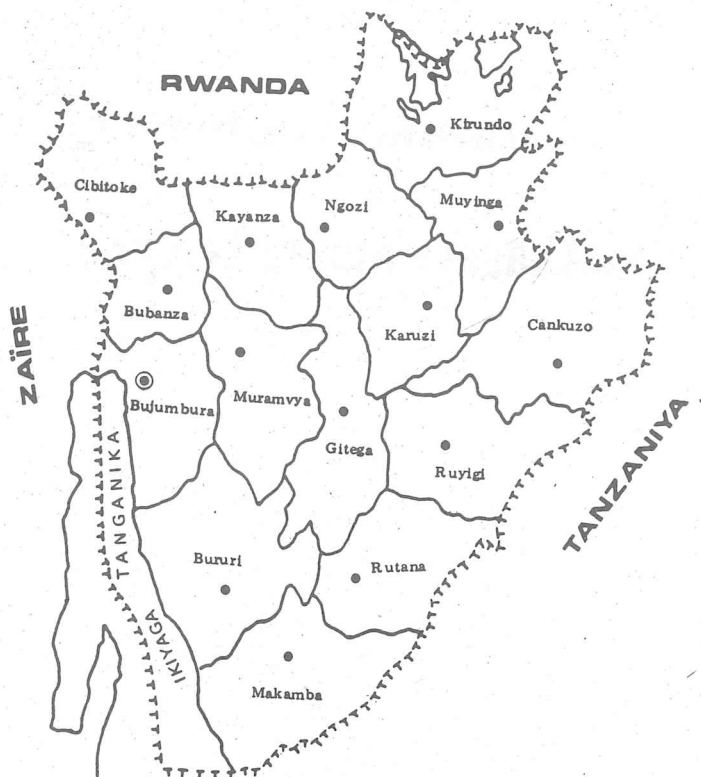 RWANDA
Kirundo
Cibitoke
Muyinga
Ngozi
Kayanza
Bubanza
Karuzi
Cankuzo
ZAÏRE
Bujumbura
Muramvya
Gitega
Ruyigi
TANZANIYA
TANGANIKA
Bururi
Rutana
IKIYAGA
Makamba